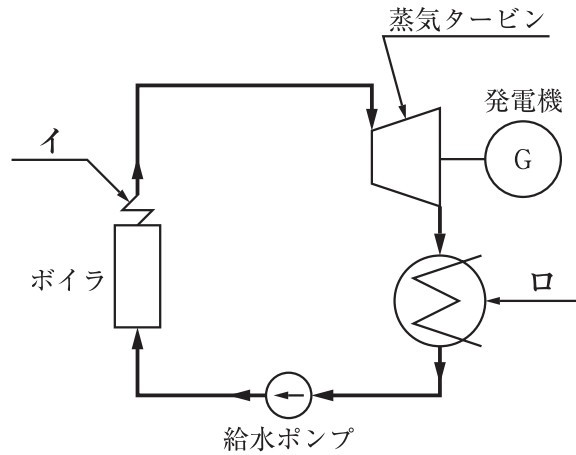 蒸気タービン
発電機
G
イ
ボイラ
ロ
給水ポンプ